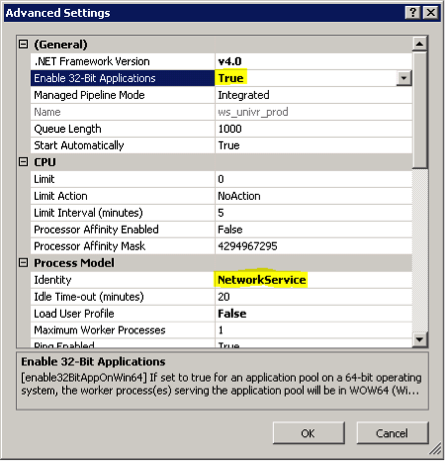 Advanced Settings
(General)
.NET Framework Version v4.0
Enable 32-Bit Applications True
Managed Pipeline Mode Integrated
Name ws_univr_prod
Queue Length 1000
Start Automatically True
CPU
Limit 0
Limit Action NoAction
Limit Interval (minutes) 5
Processor Affinity Enabled False
Processor Affinity Mask 4294967295
Process Model
Identity NetworkService
Idle Time-out (minutes) 20
Load User Profile False
Maximum Worker Processes 1
Ping Enabled True
Enable 32-Bit Applications
[enable32BitAppOnWin64] If set to true for an application pool on a 64-bit operating
system, the worker process(es) serving the application pool will be in WOW64 (Wi...
OK Cancel